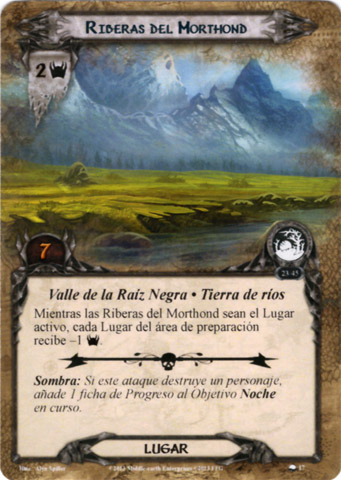 Riberas del Morthond
2
7
23-45
Valle de la Raíz Negra • Tierra de ríos
Mientras las Riberas del Morthond sean el Lugar
activo, cada Lugar del área de preparación
recibe –1
Sombra: Si este ataque destruye un personaje,
añade 1 ficha de Progreso al Objetivo Noche
en curso.
LUGAR
17